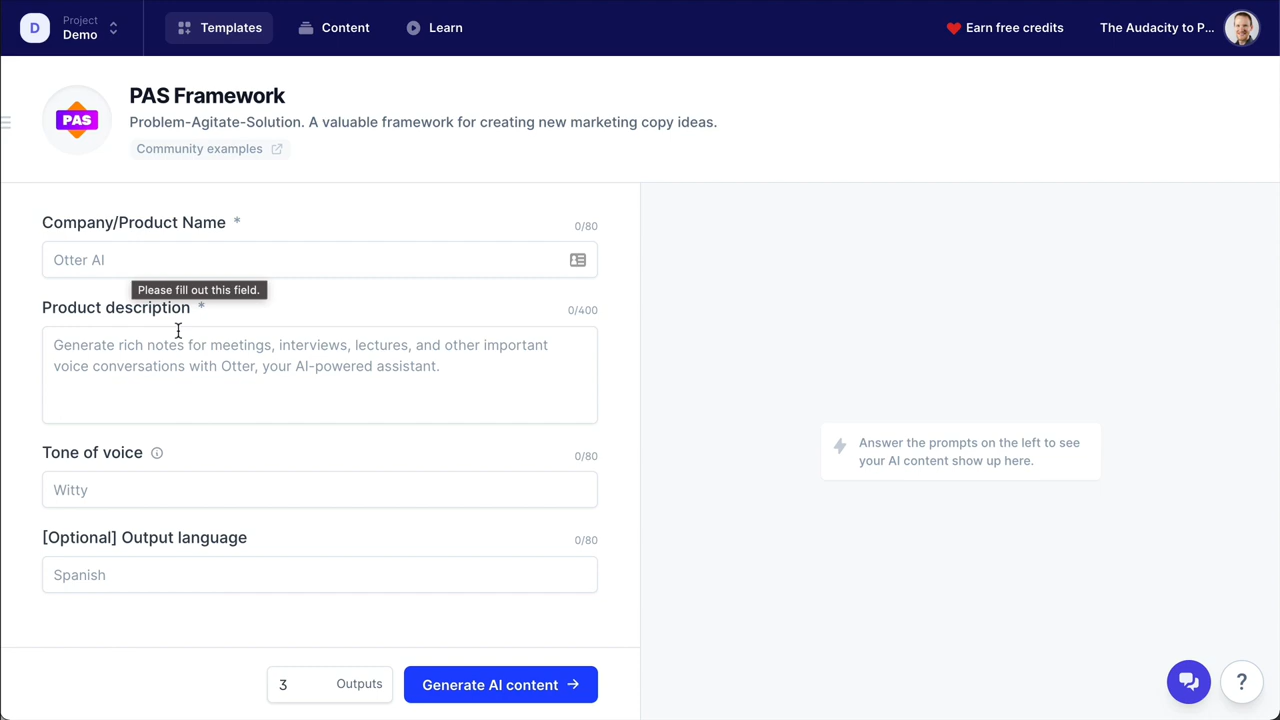 D
Project
Demo
Templates
Content
Learn
Earn free credits
The Audacity to P...
PAS
PAS Framework
Problem-Agitate-Solution. A valuable framework for creating new marketing copy ideas.
Community examples
Company/Product Name *
0/80
Otter AI
Please fill out this field.
Product description *
0/400
Generate rich notes for meetings, interviews, lectures, and other important
voice conversations with Otter, your AI-powered assistant.
Tone of voice
0/80
Witty
[Optional] Output language
0/80
Spanish
Answer the prompts on the left to see
your AI content show up here.
3 Outputs
Generate AI content →
?